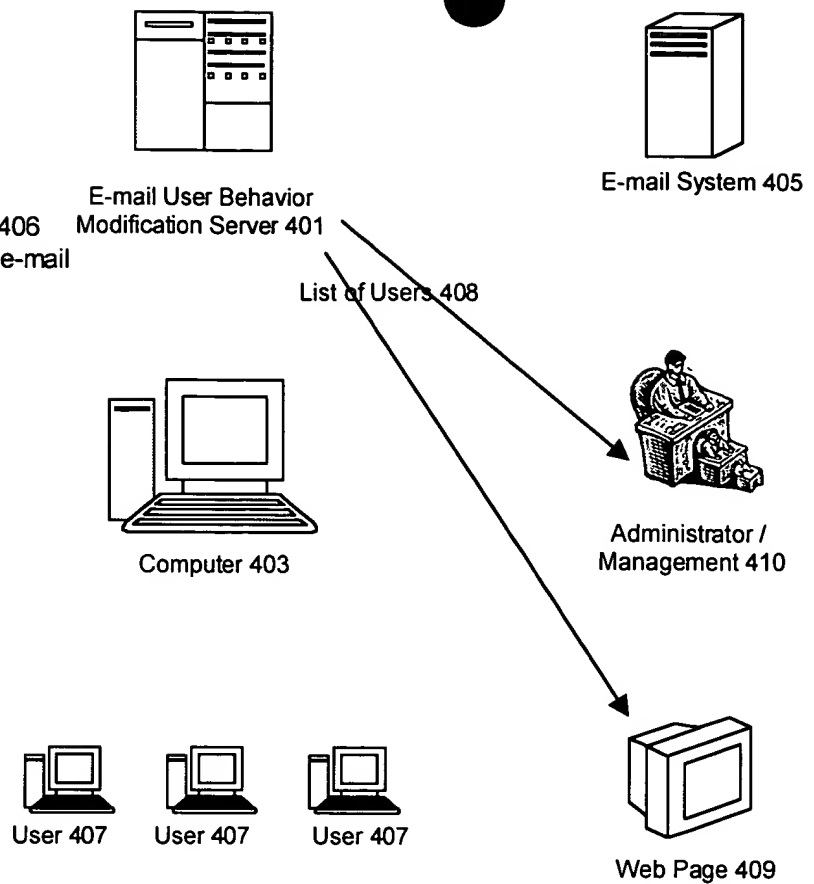 E-mail User Behavior
Modification Server 401
E-mail System 405
406
e-mail
List of Users 408
Computer 403
Administrator /
Management 410
User 407
User 407
User 407
Web Page 409